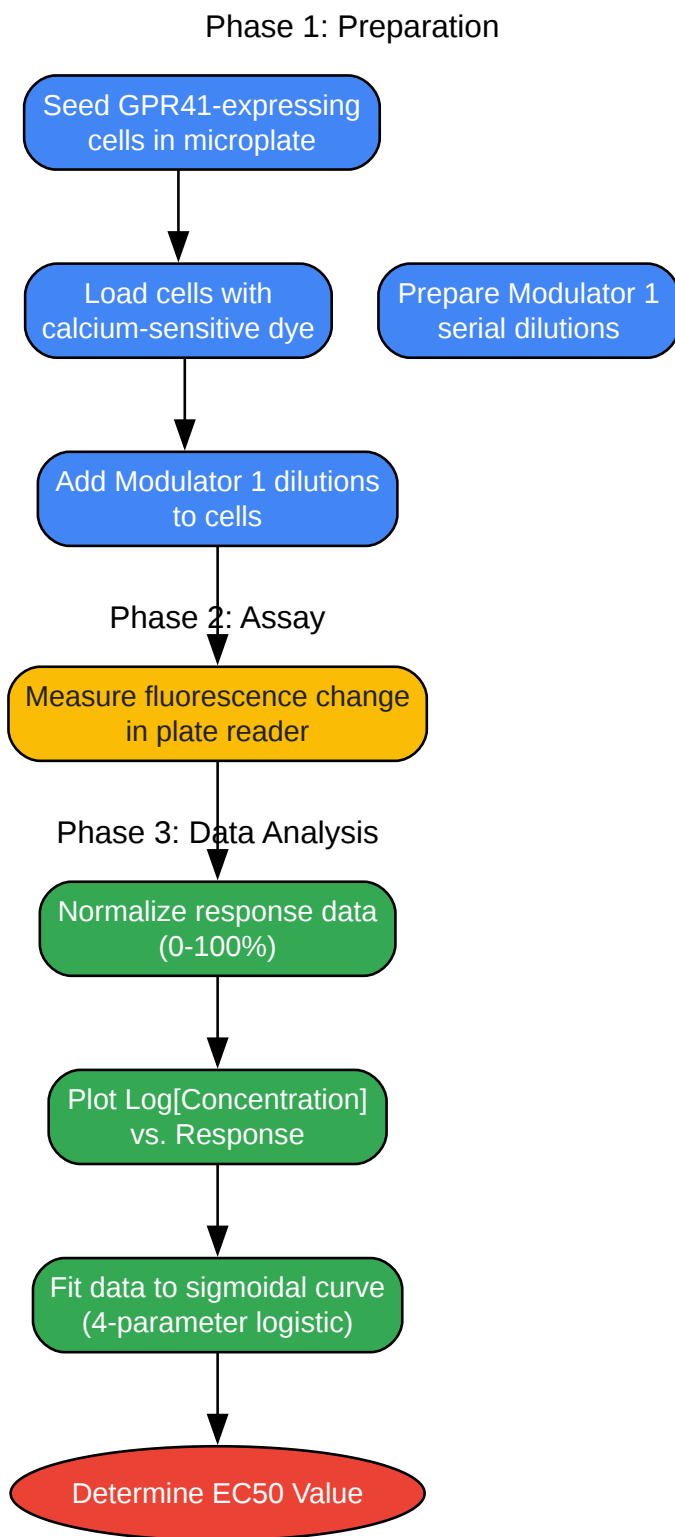 Phase 1: Preparation
Seed GPR41-expressing
cells in microplate
Load cells with
calcium-sensitive dye
Prepare Modulator 1
serial dilutions
Add Modulator 1 dilutions
to cells
Phase 2: Assay
Measure fluorescence change
in plate reader
Phase 3: Data Analysis
Normalize response data
(0-100%)
Plot Log[Concentration]
vs. Response
Fit data to sigmoidal curve
(4-parameter logistic)
Determine EC50 Value